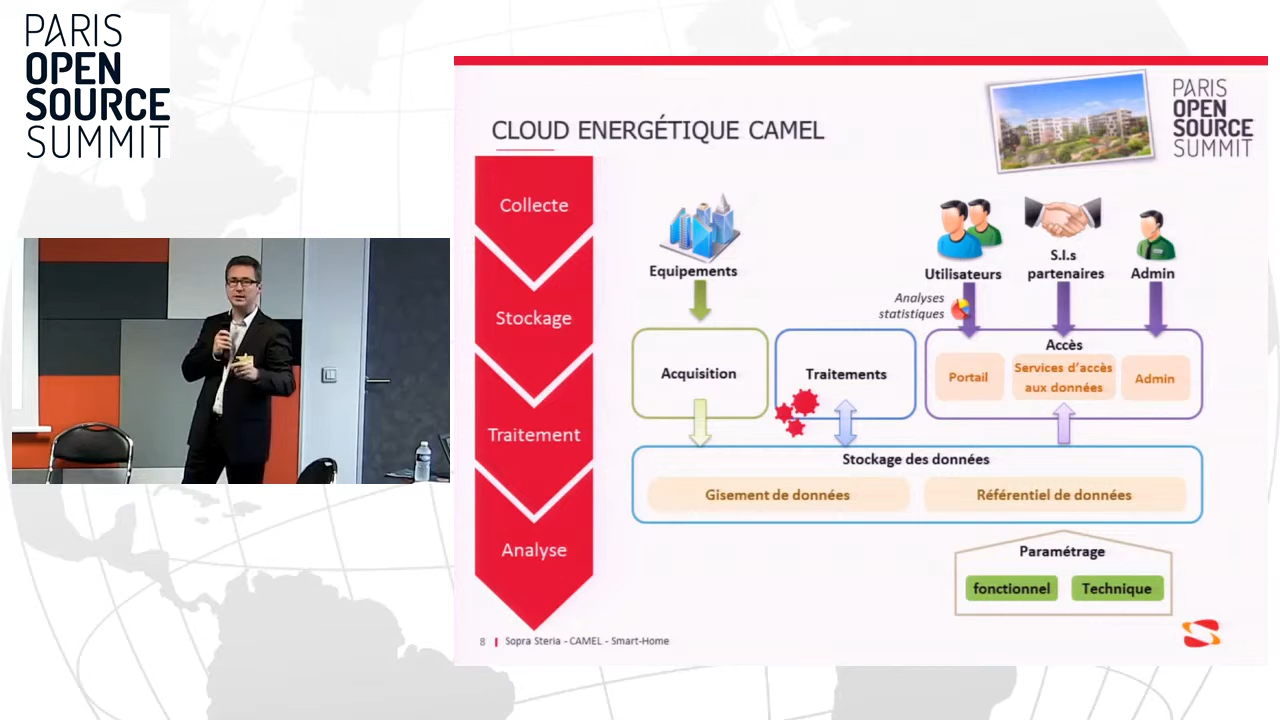 PARIS
OPEN
SOURCE
SUMMIT
CLOUD ENERGÉTIQUE CAMEL
PARIS
OPEN
SOURCE
SUMMIT
Collecte
Stockage
Traitement
Analyse
Equipements
Utilisateurs
S.I.s
partenaires
Admin
Analyses
statistiques
Acquisition
Traitements
Accès
Portail
Services d'accès
aux données
Admin
Stockage des données
Gisement de données
Référentiel de données
Paramétrage
fonctionnel
Technique
8 Sopra Steria - CAMEL - Smart-Home